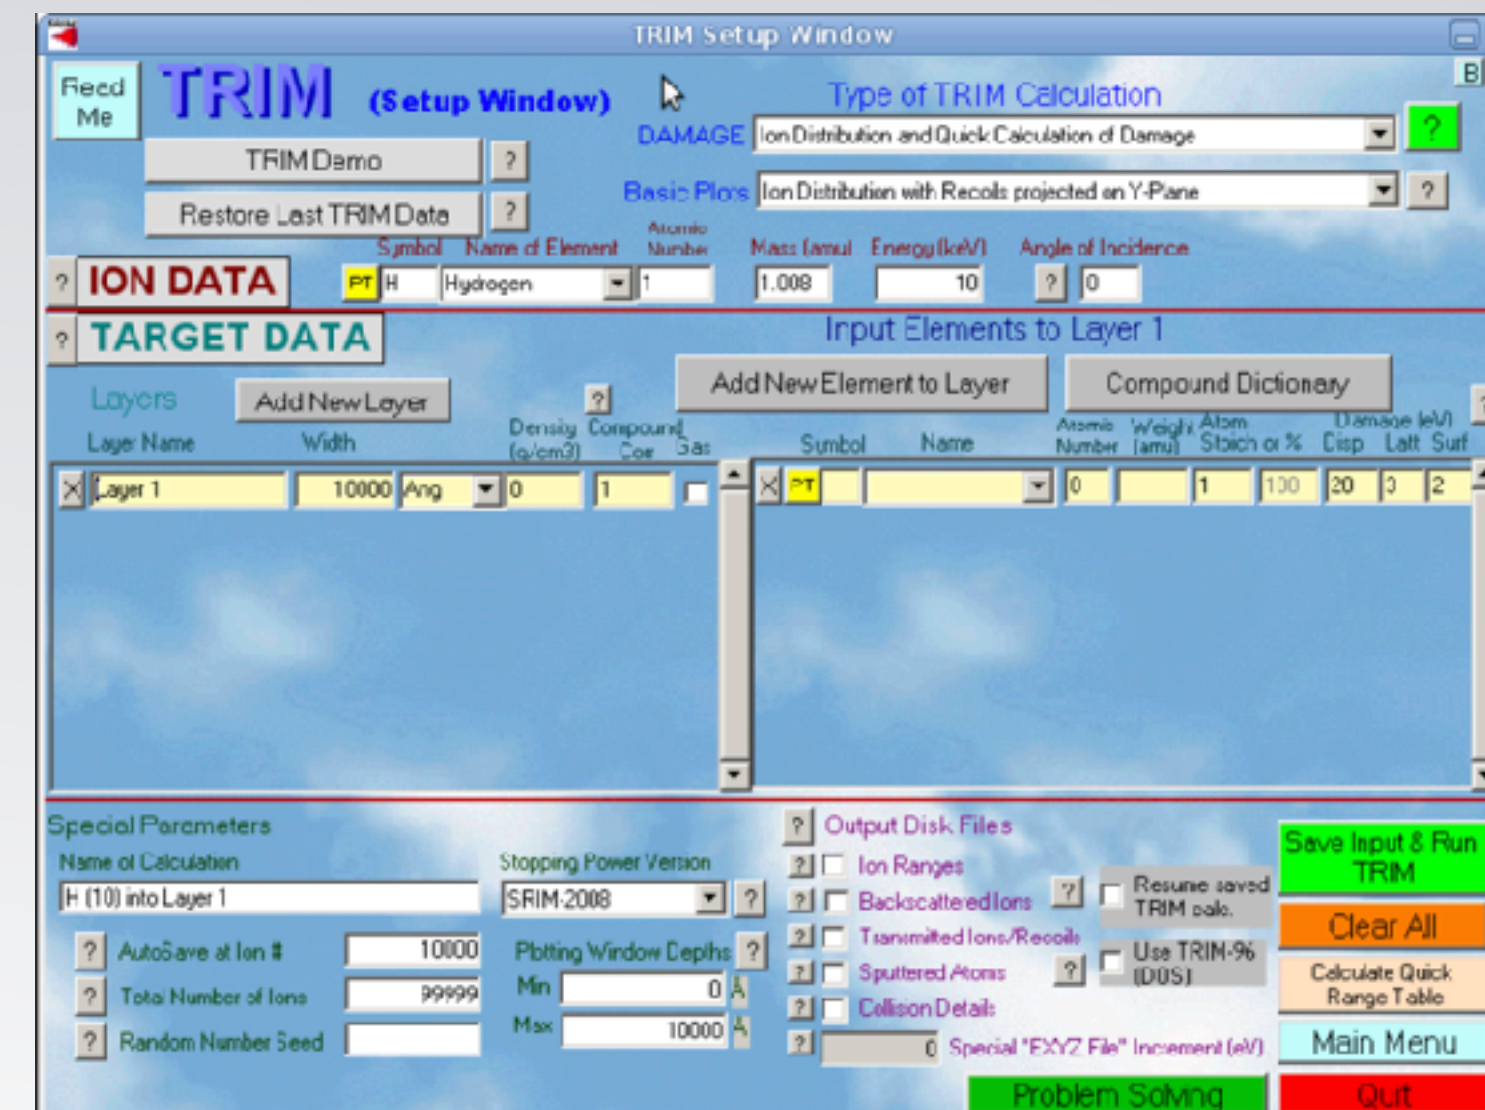 TRIM Setup Window
Read Me
TRIM (Setup Window)
Type of TRIM Calculation
B
TRIM Demo ?
DAMAGE Ion Distribution and Quick Calculation of Damage ?
Restore Last TRIM Data ?
Basic Plots Ion Distribution with Recoils projected on Y-Plane ?
Symbol Name of Element Atomic Number Mass (amu) Energy (keV) Angle of Incidence
? ION DATA PT H Hydrogen 1 1.008 10 ? 0
? TARGET DATA Input Elements to Layer 1
Layers Add New Layer ? Add New Element to Layer Compound Dictionary ?
Layer Name Width Density (g/cm3) Compound Corr Gas
Symbol Name Atomic Number Weight (amu) Atom Stoich or % Damage (eV) Disp Latt Surf
X Layer 1 10000 Ang 0 1
X PT 0 1 100 20 3 2
Special Parameters
Name of Calculation
H (10) into Layer 1
Stopping Power Version
SRIM-2008 ?
? AutoSave at Ion # 10000
? Total Number of Ions 99999
? Random Number Seed
Plotting Window Depths ?
Min 0 Å
Max 10000 Å
? Output Disk Files
? Ion Ranges
? Backscattered Ions
? Transmitted Ions/Recoils
? Sputtered Atoms
? Collision Details
? 0 Special "EXYZ File" Increment (eV)
? Resume saved TRIM calc.
? Use TRIM-96 (DOS)
Save Input & Run TRIM
Clear All
Calculate Quick Range Table
Main Menu
Problem Solving
Quit